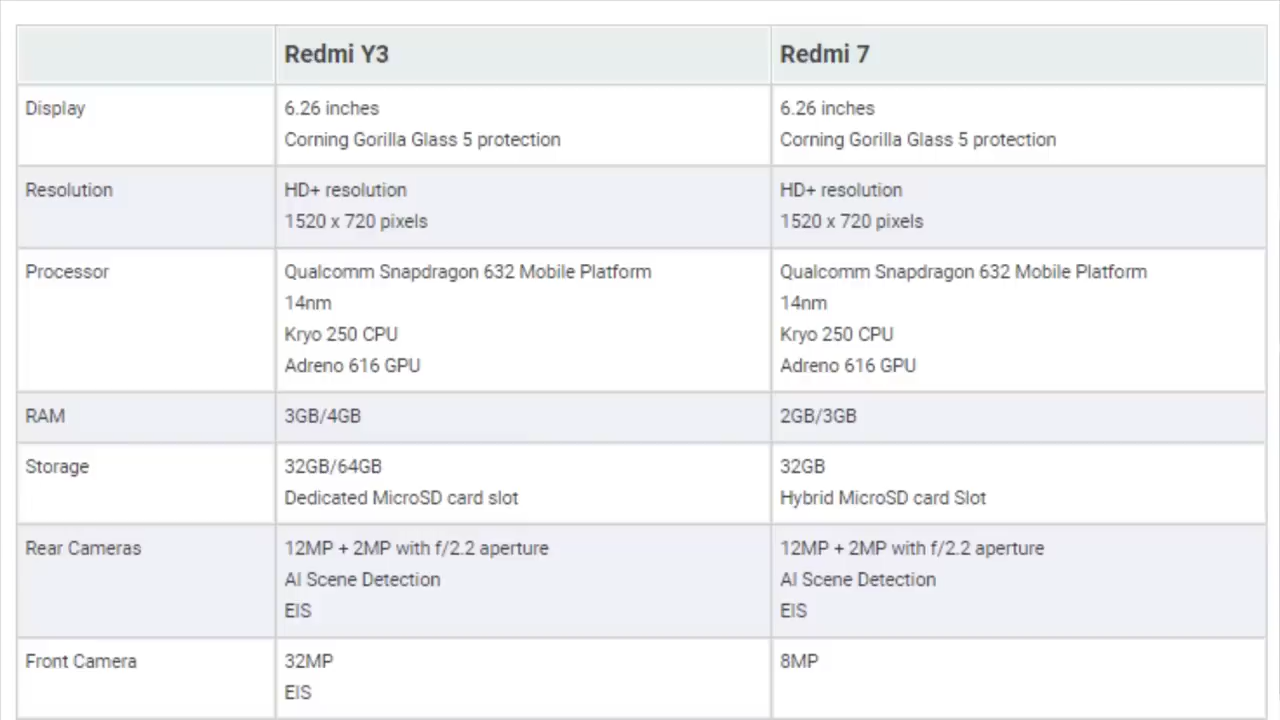 Redmi Y3 Redmi 7
Display 6.26 inches 6.26 inches
Corning Gorilla Glass 5 protection Corning Gorilla Glass 5 protection
Resolution HD+ resolution HD+ resolution
1520 x 720 pixels 1520 x 720 pixels
Processor Qualcomm Snapdragon 632 Mobile Platform Qualcomm Snapdragon 632 Mobile Platform
14nm 14nm
Kryo 250 CPU Kryo 250 CPU
Adreno 616 GPU Adreno 616 GPU
RAM 3GB/4GB 2GB/3GB
Storage 32GB/64GB 32GB
Dedicated MicroSD card slot Hybrid MicroSD card Slot
Rear Cameras 12MP + 2MP with f/2.2 aperture 12MP + 2MP with f/2.2 aperture
AI Scene Detection AI Scene Detection
EIS EIS
Front Camera 32MP 8MP
EIS